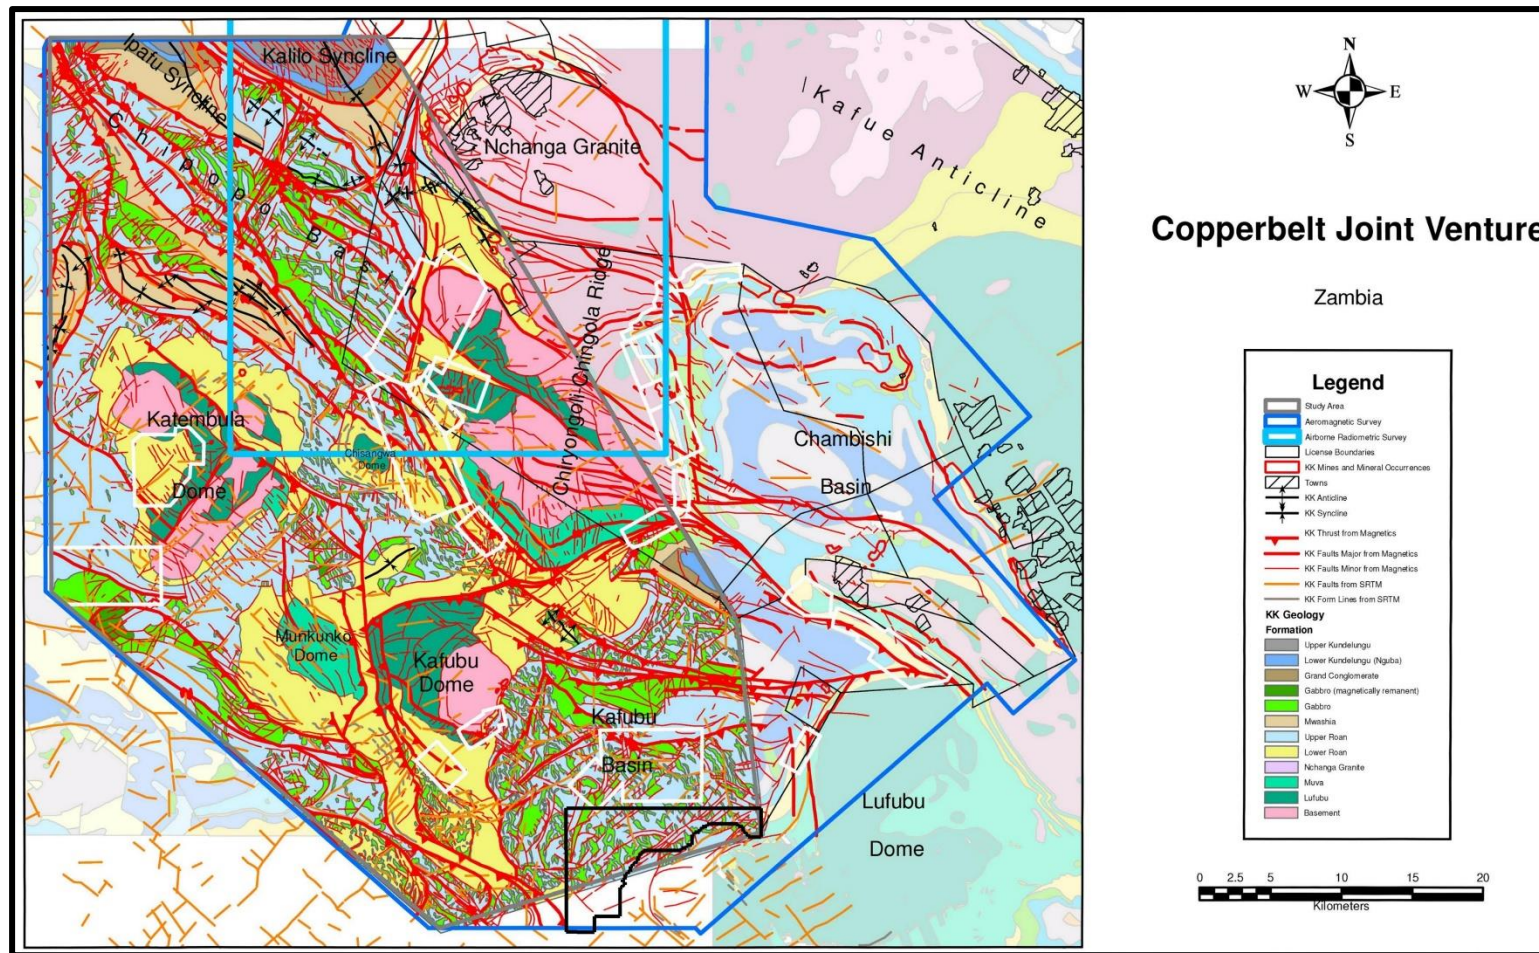 Ipafu Syncline
Kalilo Syncline
Chipopo Basin
Nchanga Granite
Kafue Anticline
Chiryongoli-Chingola Ridge
Katembula
Dome
Chisangwa
Dome
Chambishi
Basin
Munkunko
Dome
Kafubu
Dome
Kafubu
Basin
Lufubu
Dome
N
W
E
S
Copperbelt Joint Venture
Zambia
Legend
Study Area
Aeromagnetic Survey
Airborne Radiometric Survey
License Boundaries
KK Mines and Mineral Occurrences
Towns
KK Anticline
KK Syncline
KK Thrust from Magnetics
KK Faults Major from Magnetics
KK Faults Minor from Magnetics
KK Faults from SRTM
KK Form Lines from SRTM
KK Geology
Formation
Upper Kundelungu
Lower Kundelungu (Nguba)
Grand Conglomerate
Gabbro (magnetically remanent)
Gabbro
Mwashia
Upper Roan
Lower Roan
Nchanga Granite
Muva
Lufubu
Basement
0 2.5 5 10 15 20
Kilometers